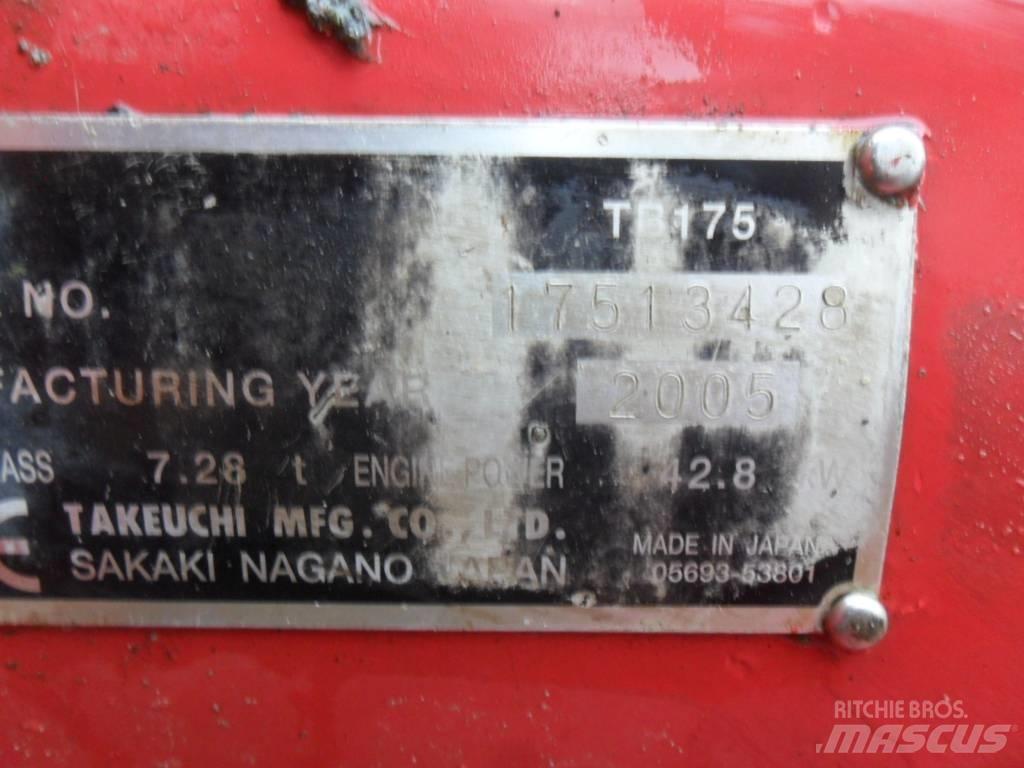 TB175
NO. 17513428
FACTURING YEAR 2005
ASS 7.28 t ENGINE POWER 42.8 kW
TAKEUCHI MFG. CO., LTD.
SAKAKI NAGANO JAPAN
MADE IN JAPAN
05693-53801
RITCHIE BROS.
MASCUS